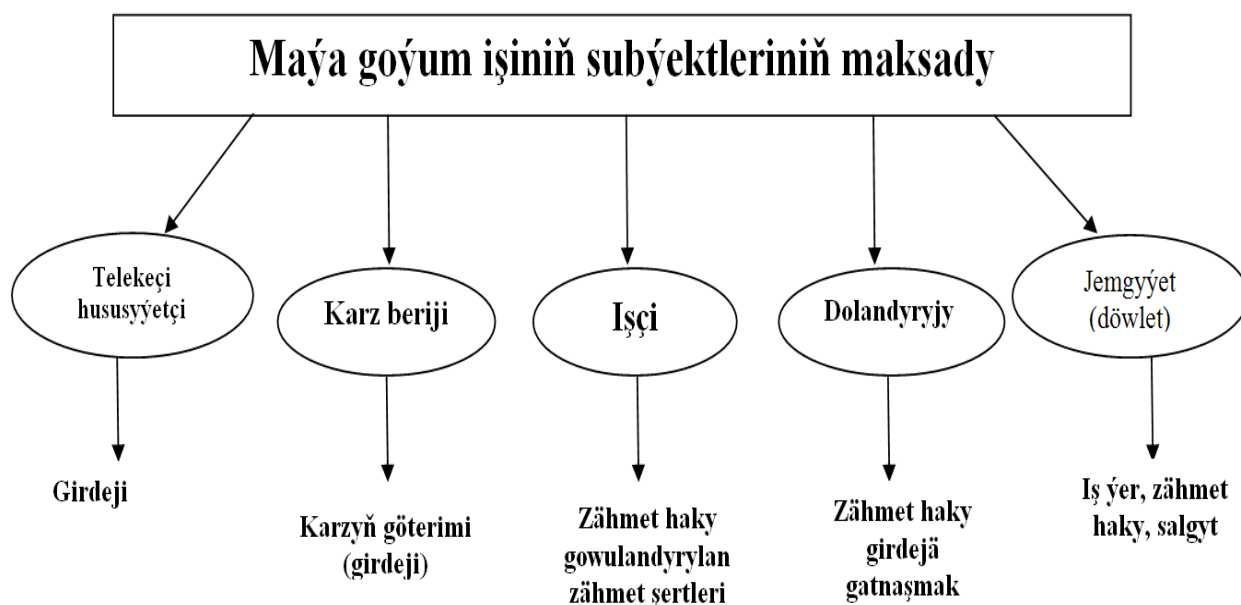 Maýa goýum işiniň subýektleriniň maksady
Telekeçi
hususyýetçi
Karz beriji
Işçi
Dolandyryjy
Jemgyýet
(döwlet)
Girdeji
Karzyň göterimi
(girdeji)
Zähmet haky
gowulandyrylan
zähmet şertleri
Zähmet haky
girdejä
gatnaşmak
Iş ýer, zähmet
haky, salgyt